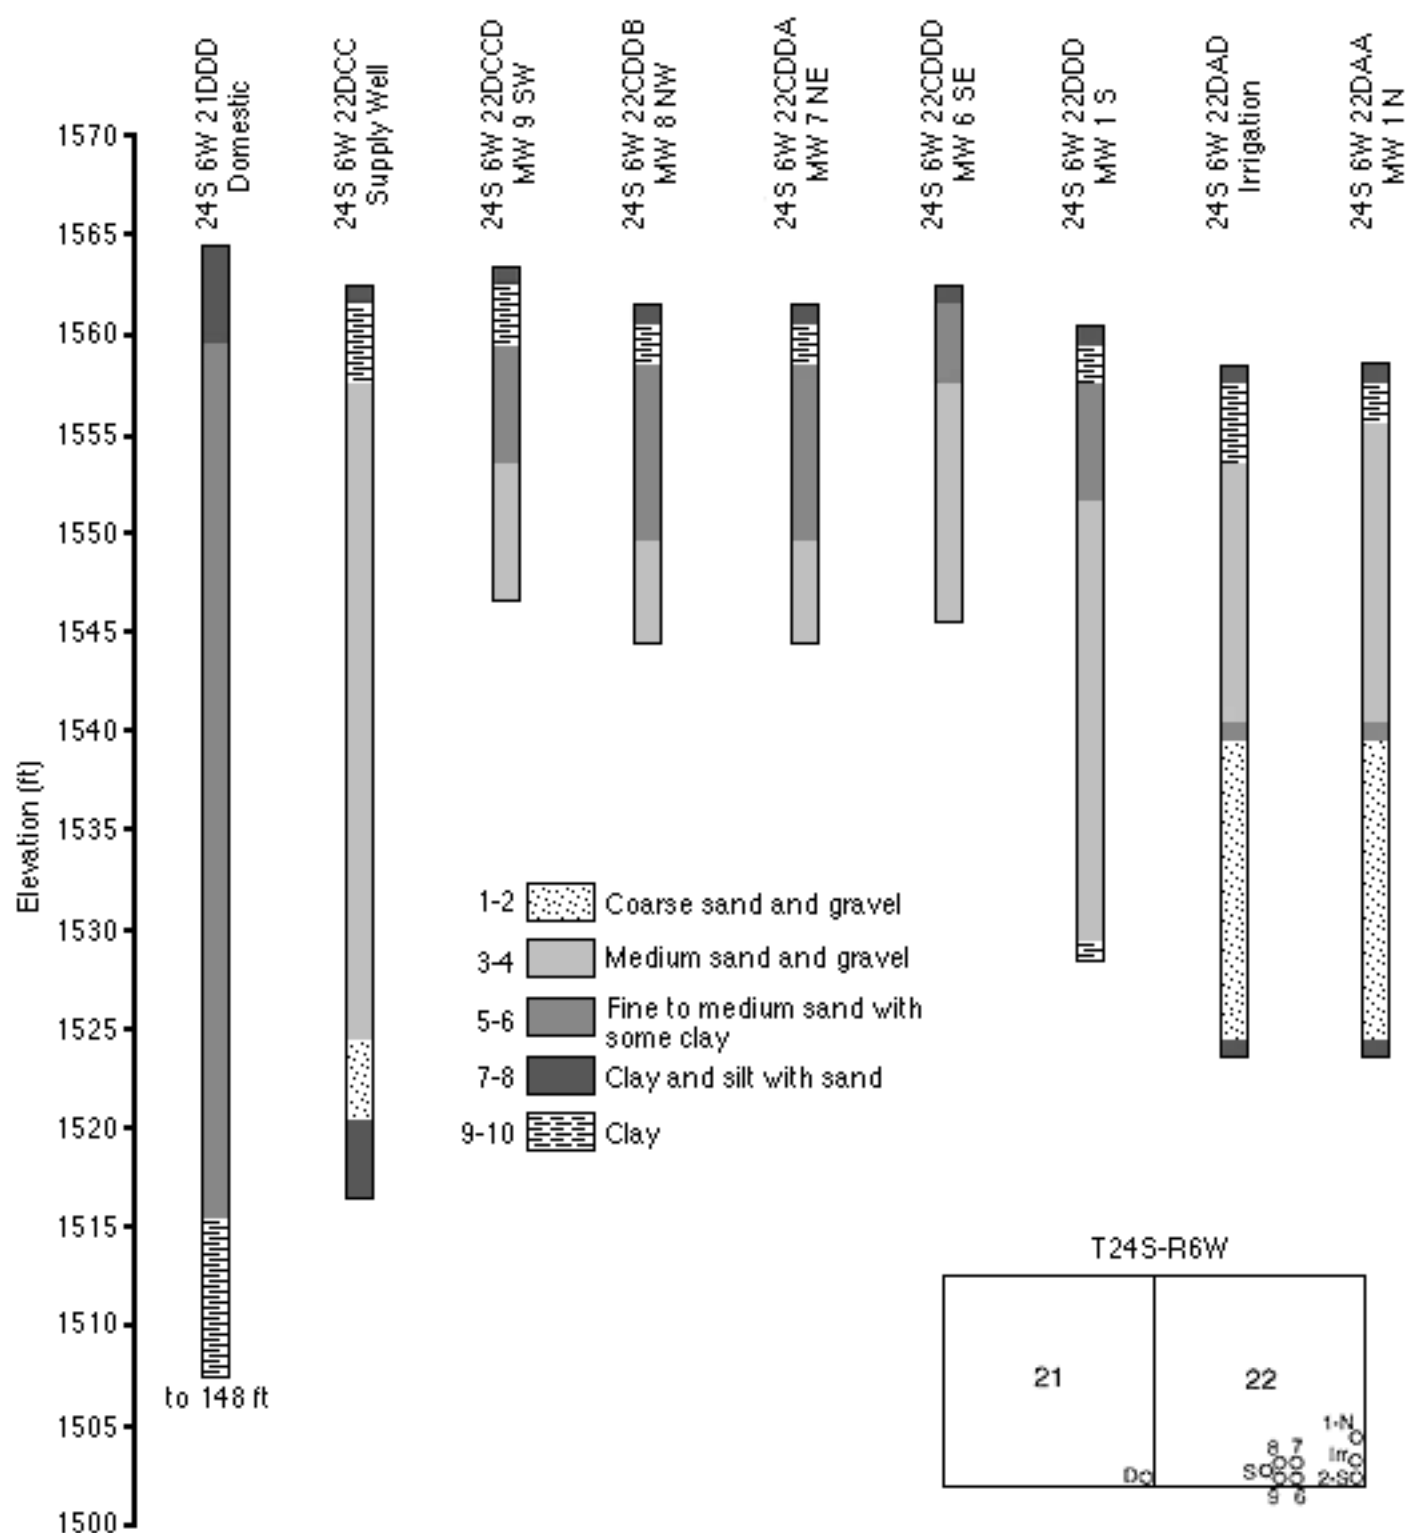 24S 6W 21DDD
Domestic
24S 6W 22DCC
Supply Well
24S 6W 22DCCD
MW 9 SW
24S 6W 22CDDB
MW 8 NW
24S 6W 22CDDA
MW 7 NE
24S 6W 22CDDD
MW 6 SE
24S 6W 22DDD
MW 1 S
24S 6W 22DAD
Irrigation
24S 6W 22DAA
MW 1 N
Elevation (ft)
1570
1565
1560
1555
1550
1545
1540
1535
1530
1525
1520
1515
1510
1505
1500
to 148 ft
1-2 Coarse sand and gravel
3-4 Medium sand and gravel
5-6 Fine to medium sand with
some clay
7-8 Clay and silt with sand
9-10 Clay
T24S-R6W
21
22
1-N
8 7
Irr
D
S
2-S
9 6